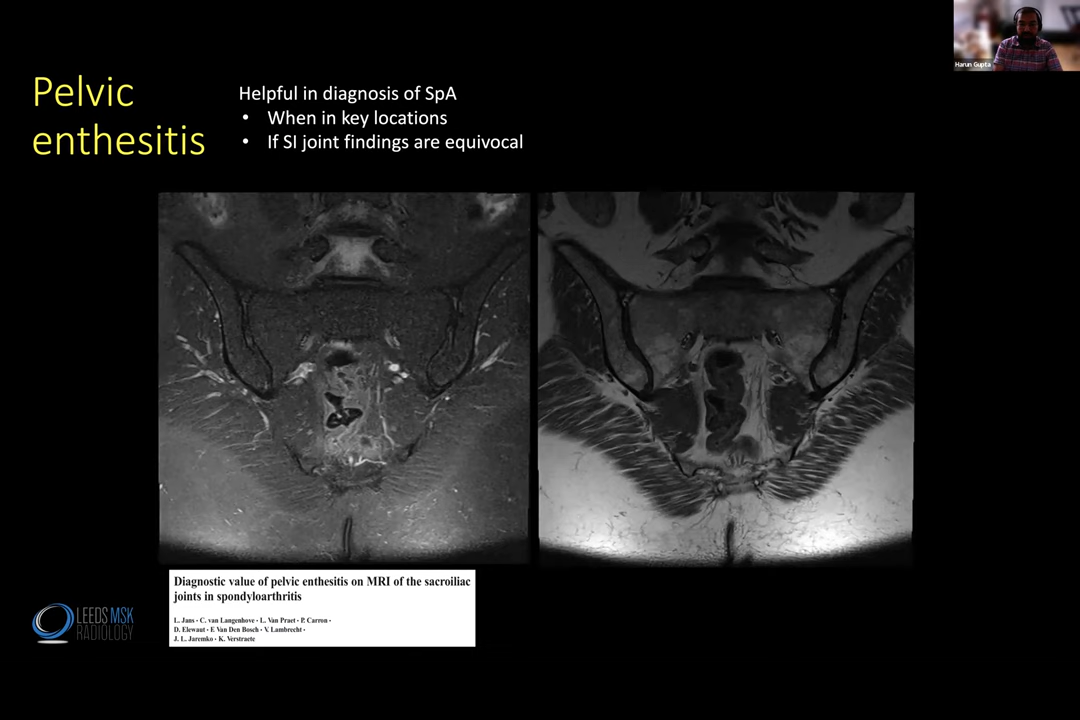 Harun Gupta
Pelvic
enthesitis
Helpful in diagnosis of SpA
• When in key locations
• If SI joint findings are equivocal
Diagnostic value of pelvic enthesitis on MRI of the sacroiliac
joints in spondyloarthritis
L. Jans · C. van Langenhove · L. Van Praet · P. Carron ·
D. Elewaut · F. Van Den Bosch · V. Lambrecht ·
J. L. Jaremko · K. Verstraete
LEEDS MSK
RADIOLOGY